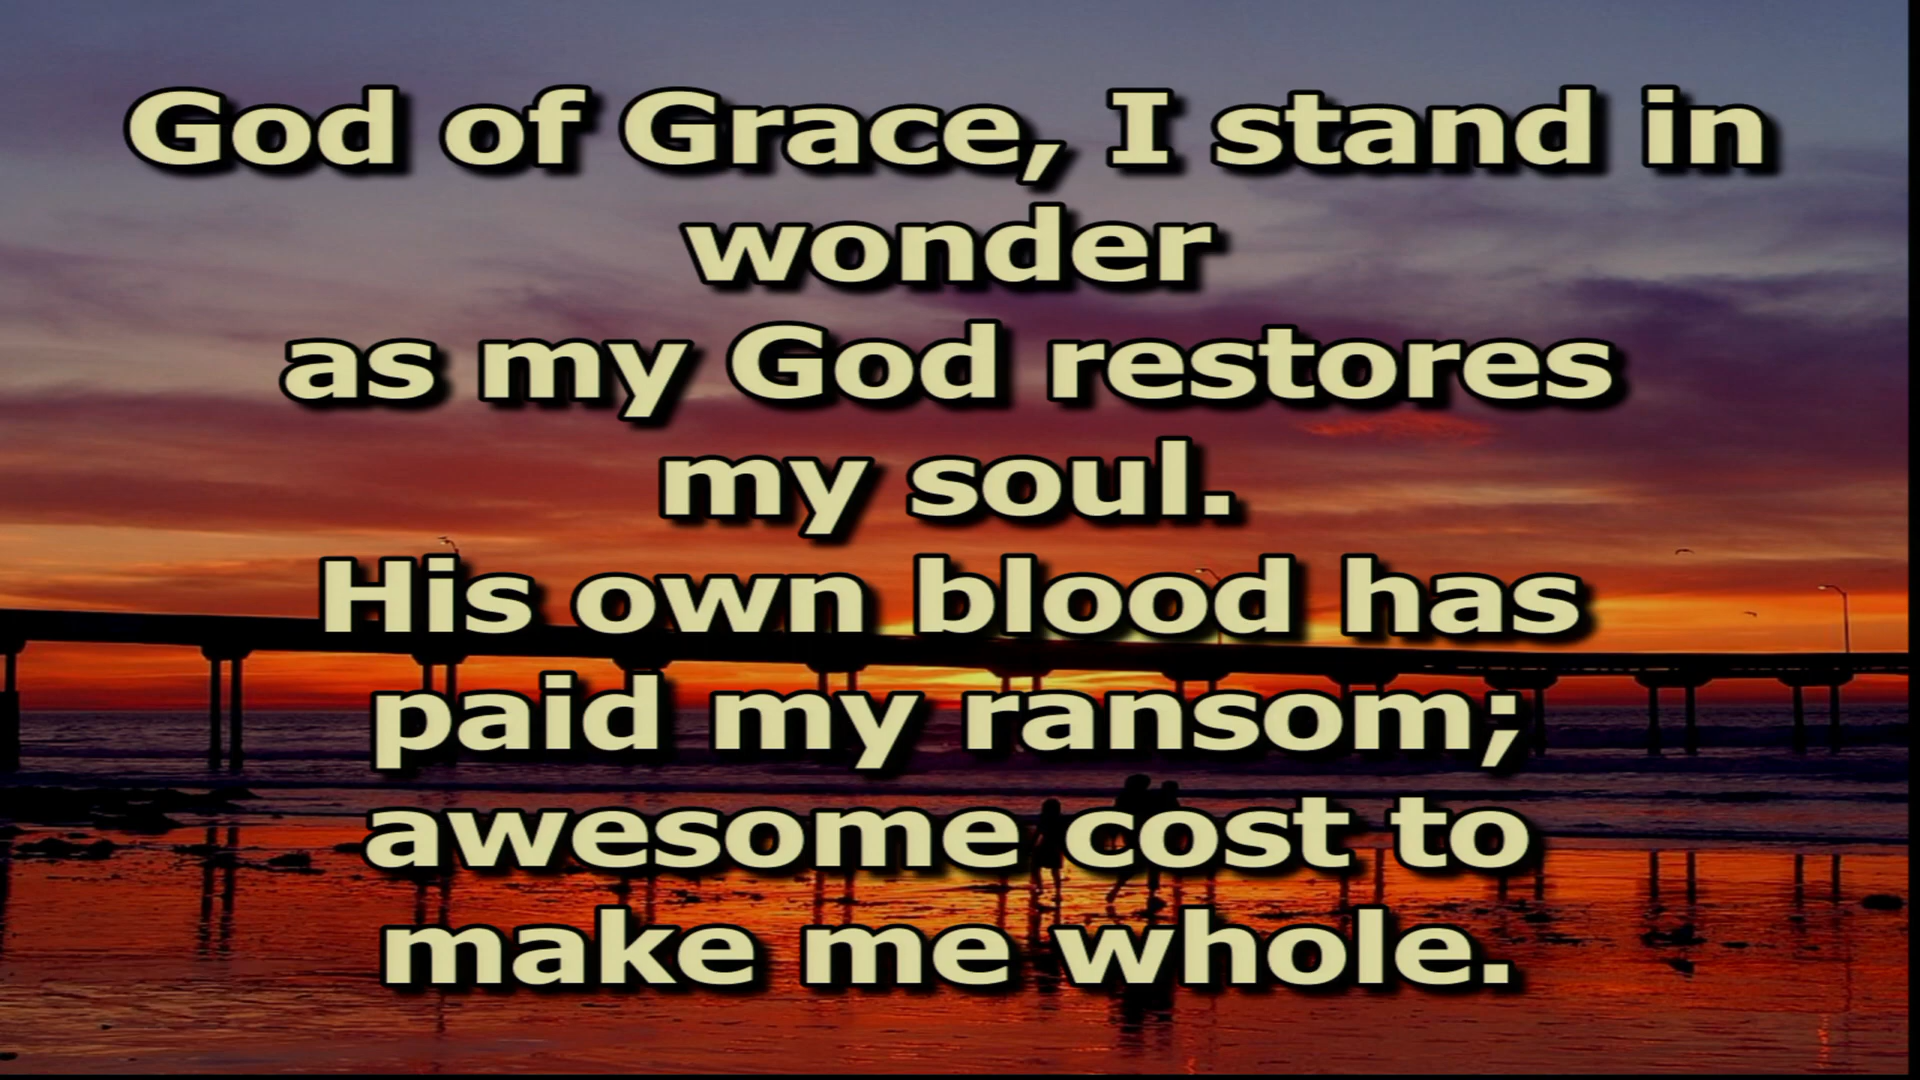 God of Grace, I stand in
wonder
as my God restores
my soul.
His own blood has
paid my ransom;
awesome cost to
make me whole.